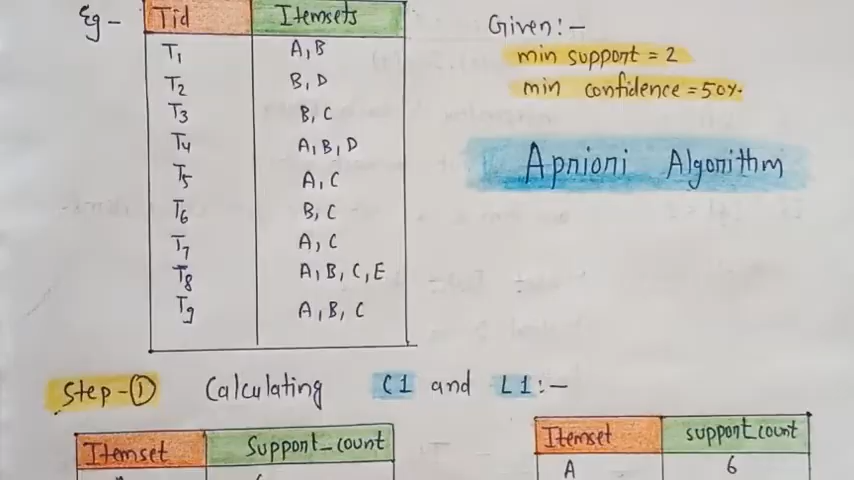 Eg -
Tid Itemsets
T1 A, B
T2 B, D
T3 B, C
T4 A, B, D
T5 A, C
T6 B, C
T7 A, C
T8 A, B, C, E
T9 A, B, C
Given:-
min support = 2
min confidence = 50%.
Apriori Algorithm
Step-① Calculating C1 and L1:-
Itemset Support_count
Itemset support_count
A 6